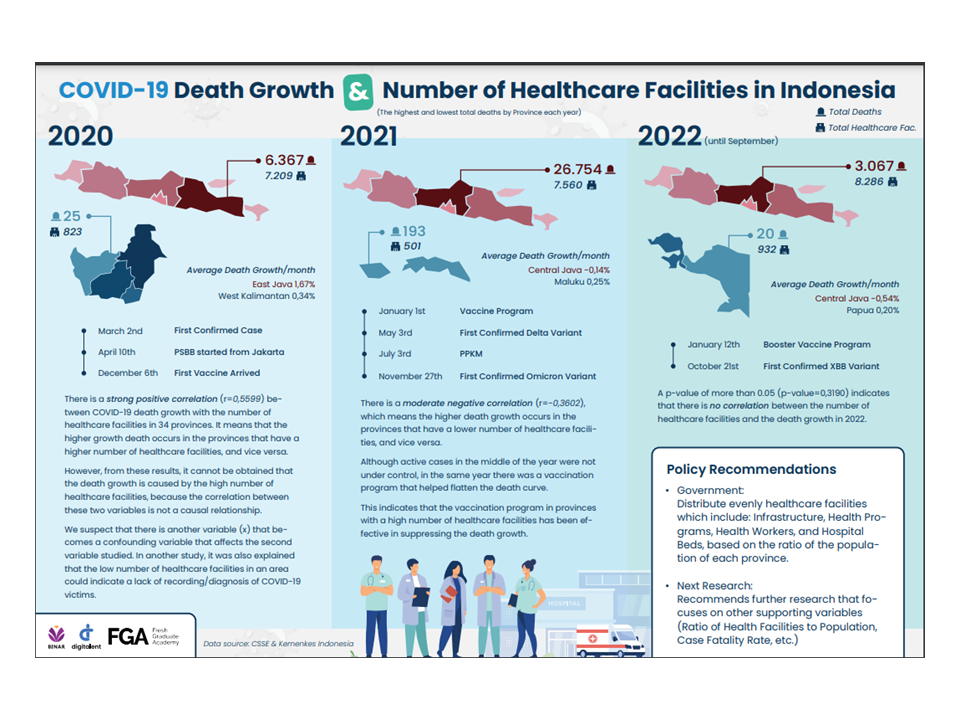 COVID-19 Death Growth & Number of Healthcare Facilities in Indonesia
(The highest and lowest total deaths by Province each year)
Total Deaths
Total Healthcare Fac.
2020
6.367
7.209
25
823
Average Death Growth/month
East Java 1,67%
West Kalimantan 0,34%
March 2nd First Confirmed Case
April 10th PSBB started from Jakarta
December 6th First Vaccine Arrived
There is a strong positive correlation (r=0,5599) be-
tween COVID-19 death growth with the number of
healthcare facilities in 34 provinces. It means that the
higher growth death occurs in the provinces that have a
higher number of healthcare facilities, and vice versa.
However, from these results, it cannot be obtained that
the death growth is caused by the high number of
healthcare facilities, because the correlation between
these two variables is not a causal relationship.
We suspect that there is another variable (x) that be-
comes a confounding variable that affects the second
variable studied. In another study, it was also explained
that the low number of healthcare facilities in an area
could indicate a lack of recording/diagnosis of COVID-19
victims.
2021
26.754
7.560
193
501
Average Death Growth/month
Central Java -0,14%
Maluku 0,25%
January 1st Vaccine Program
May 3rd First Confirmed Delta Variant
July 3rd PPKM
November 27th First Confirmed Omicron Variant
There is a moderate negative correlation (r=-0,3602),
which means the higher death growth occurs in the
provinces that have a lower number of healthcare facili-
ties, and vice versa.
Although active cases in the middle of the year were not
under control, in the same year there was a vaccination
program that helped flatten the death curve.
This indicates that the vaccination program in provinces
with a high number of healthcare facilities has been ef-
fective in suppressing the death growth.
2022 (until September)
3.067
8.286
20
932
Average Death Growth/month
Central Java -0,54%
Papua 0,20%
January 12th Booster Vaccine Program
October 21st First Confirmed XBB Variant
A p-value of more than 0.05 (p-value=0,3190) indicates
that there is no correlation between the number of
healthcare facilities and the death growth in 2022.
Policy Recommendations
• Government:
Distribute evenly healthcare facilities
which include: Infrastructure, Health Pro-
grams, Health Workers, and Hospital
Beds, based on the ratio of the popula-
tion of each province.
• Next Research:
Recommends further research that fo-
cuses on other supporting variables
(Ratio of Health Facilities to Population,
Case Fatality Rate, etc.)
HOSPITAL
BINAR
digitalent
FGA Fresh
Graduate
Academy
Data source: CSSE & Kemenkes Indonesia